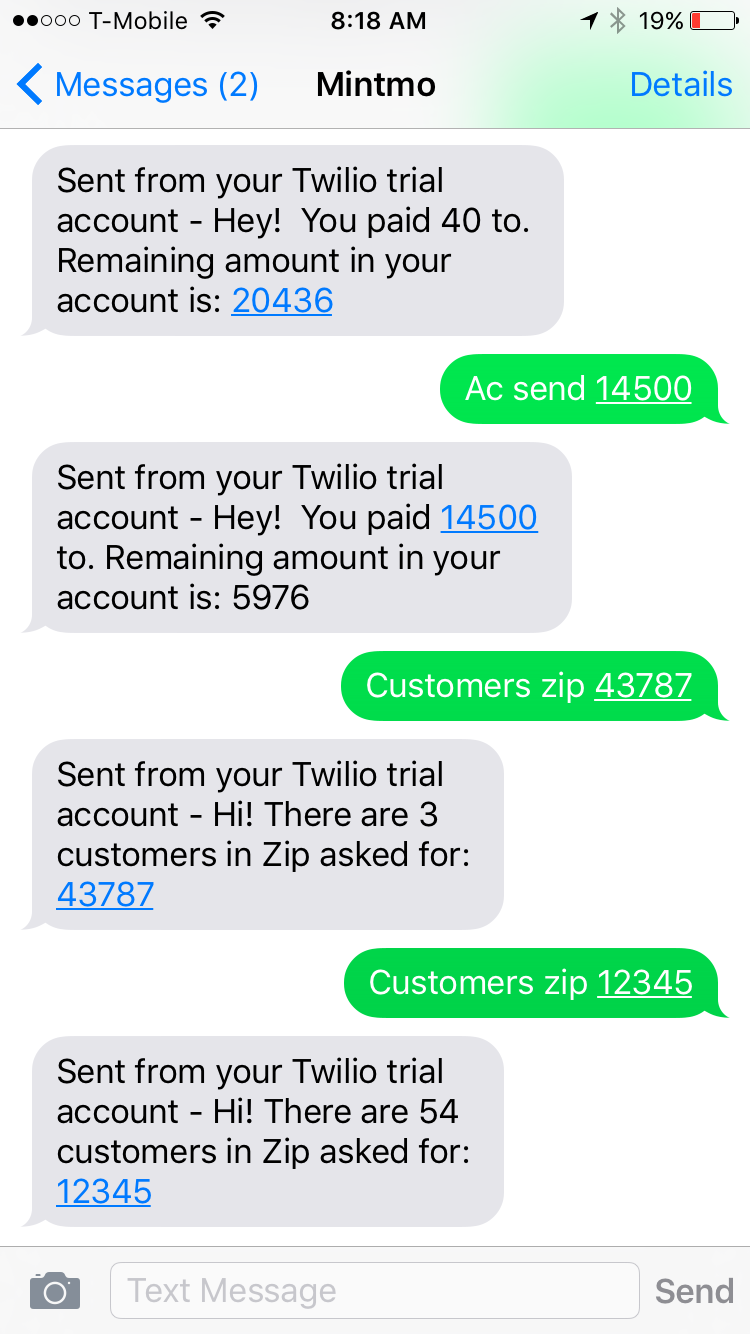 T-Mobile 8:18 AM 19%
Messages (2) Mintmo Details
Sent from your Twilio trial
account - Hey!  You paid 40 to.
Remaining amount in your
account is: 20436
Ac send 14500
Sent from your Twilio trial
account - Hey!  You paid 14500
to. Remaining amount in your
account is: 5976
Customers zip 43787
Sent from your Twilio trial
account - Hi! There are 3
customers in Zip asked for:
43787
Customers zip 12345
Sent from your Twilio trial
account - Hi! There are 54
customers in Zip asked for:
12345
Text Message Send